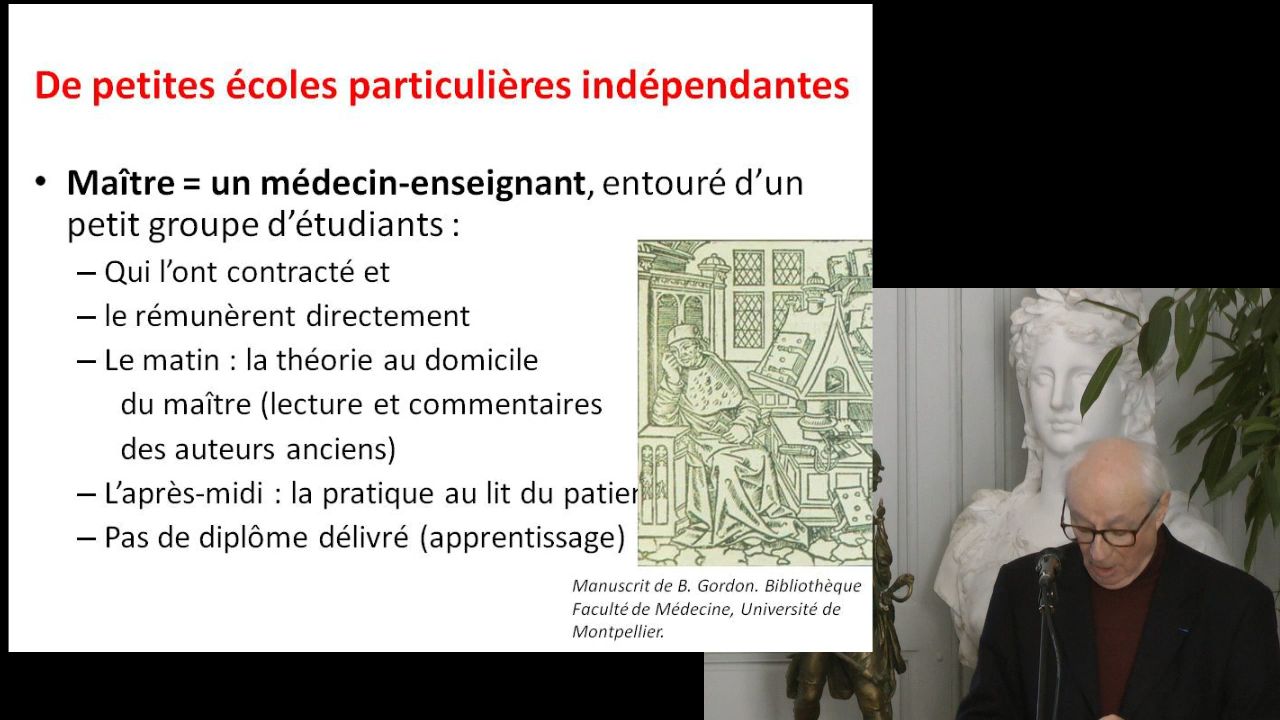 De petites écoles particulières indépendantes
• Maître = un médecin-enseignant, entouré d’un
petit groupe d’étudiants :
– Qui l’ont contracté et
– le rémunèrent directement
– Le matin : la théorie au domicile
du maître (lecture et commentaires
des auteurs anciens)
– L’après-midi : la pratique au lit du patien
– Pas de diplôme délivré (apprentissage)
Manuscrit de B. Gordon. Bibliothèque
Faculté de Médecine, Université de
Montpellier.